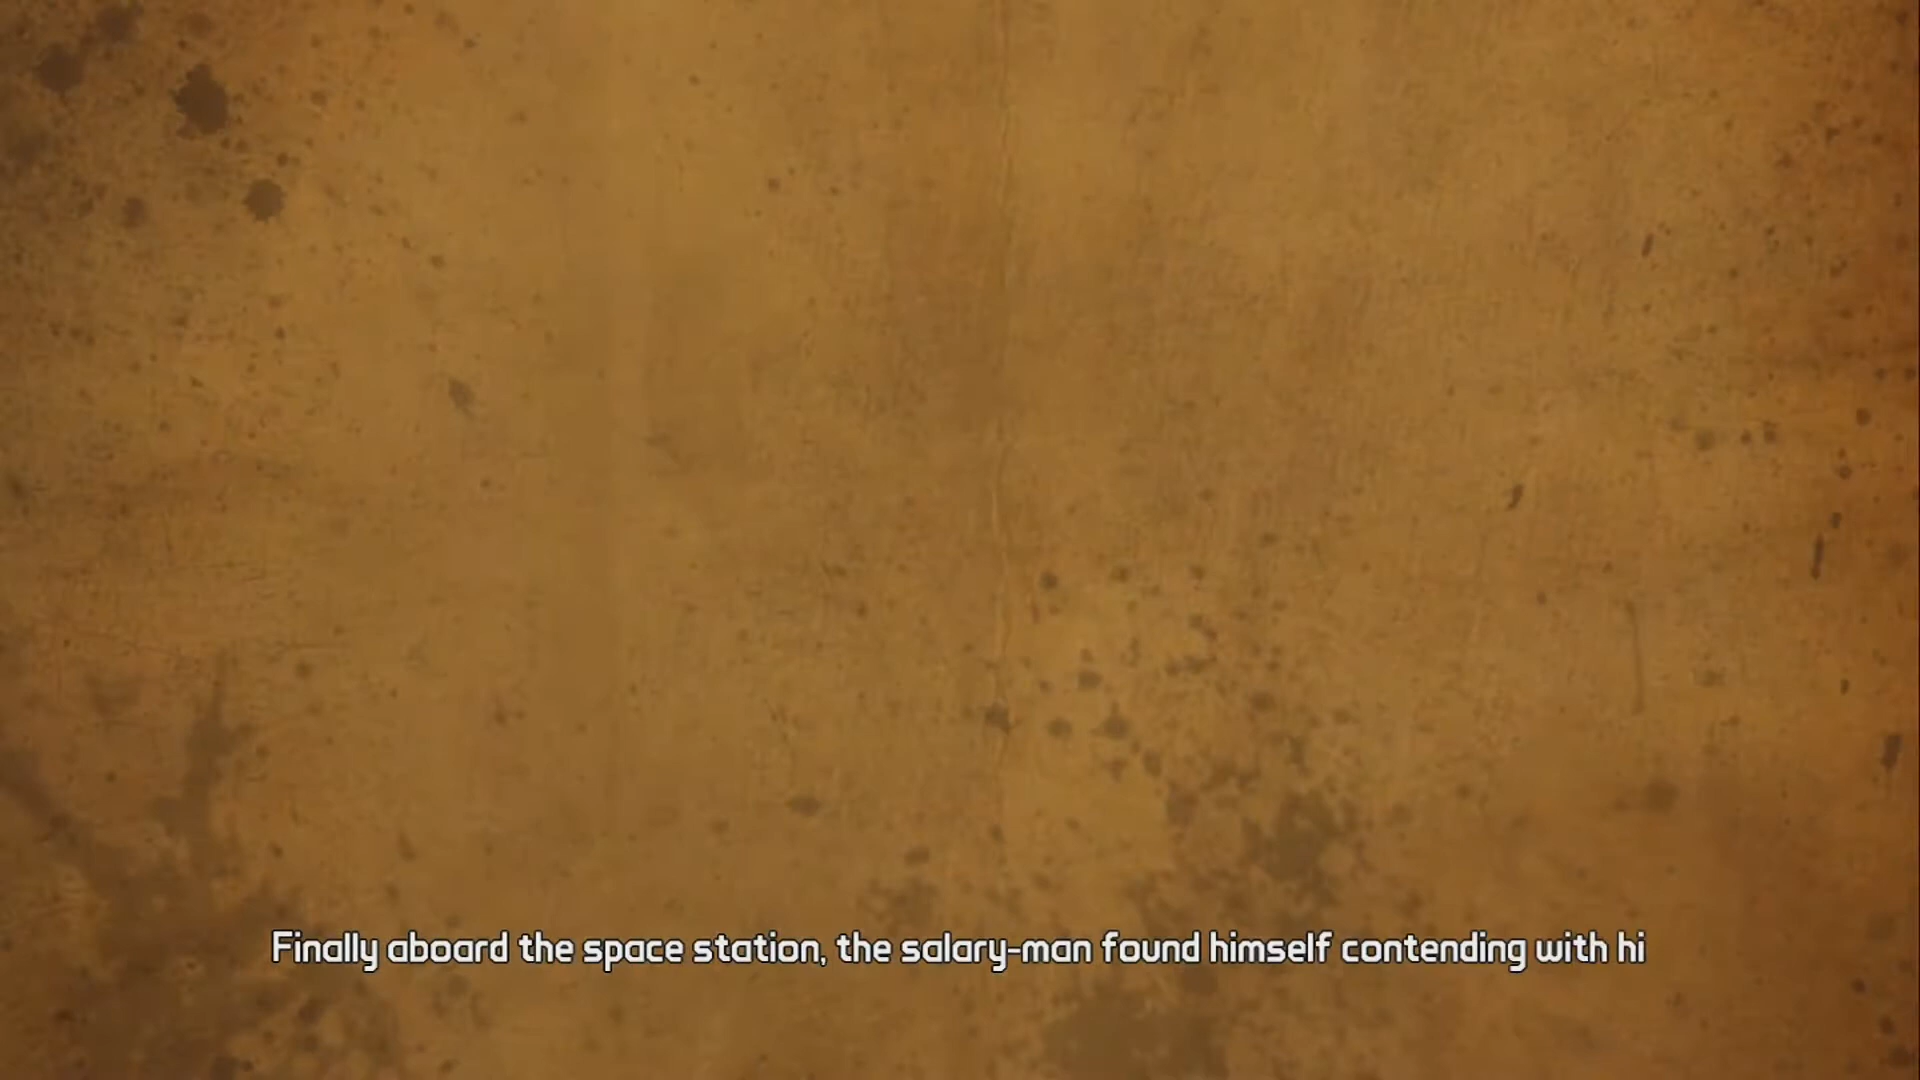 Finally aboard the space station, the salary-man found himself contending with hi